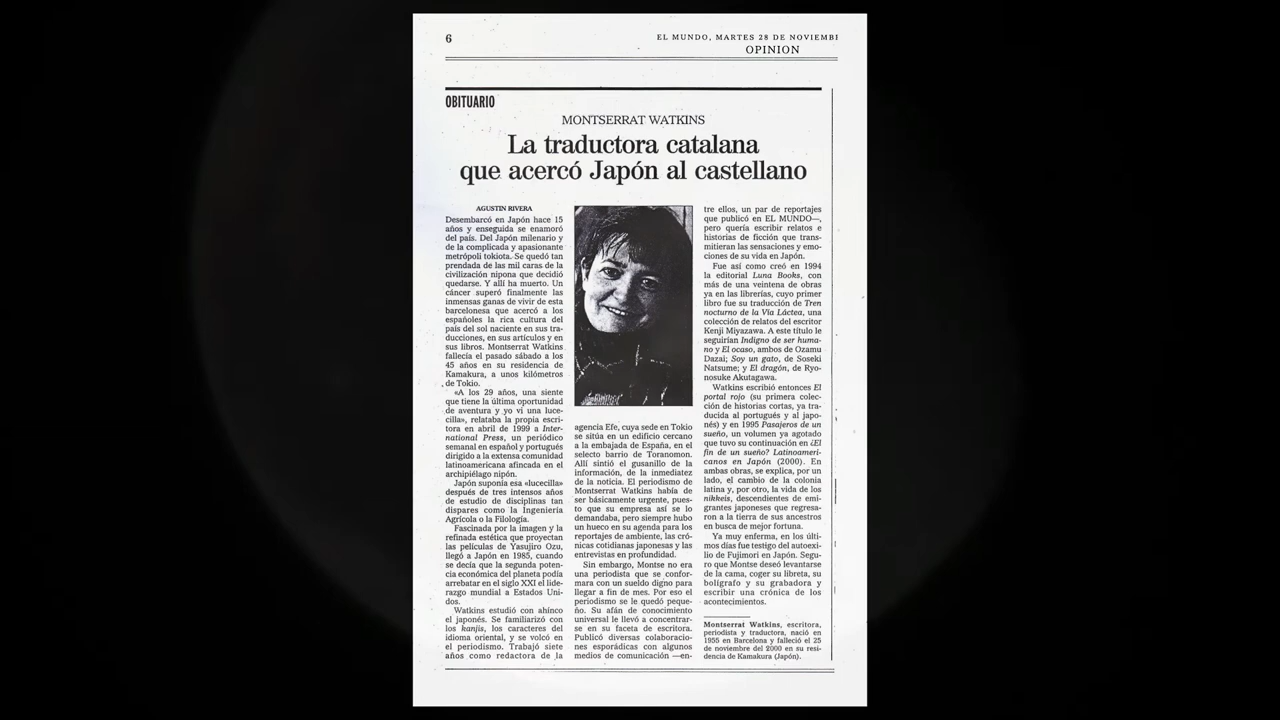 6
EL MUNDO, MARTES 28 DE NOVIEMBI
OPINION
OBITUARIO
MONTSERRAT WATKINS
La traductora catalana
que acercó Japón al castellano
AGUSTIN RIVERA
Desembarcó en Japón hace 15
años y enseguida se enamoró
del país. Del Japón milenario y
de la complicada y apasionante
metrópoli tokiota. Se quedó tan
prendada de las mil caras de la
civilización nipona que decidió
quedarse. Y allí ha muerto. Un
cáncer superó finalmente las
inmensas ganas de vivir de esta
barcelonesa que acercó a los
españoles la rica cultura del
país del sol naciente en sus tra-
ducciones, en sus artículos y en
sus libros. Montserrat Watkins
fallecía el pasado sábado a los
45 años en su residencia de
Kamakura, a unos kilómetros
de Tokio.
«A los 29 años, una siente
que tiene la última oportunidad
de aventura y yo vi una luce-
cilla», relataba la propia escri-
tora en abril de 1999 a Inter-
national Press, un periódico
semanal en español y portugués
dirigido a la extensa comunidad
latinoamericana afincada en el
archipiélago nipón.
Japón suponía esa «lucecilla»
después de tres intensos años
de estudio de disciplinas tan
dispares como la Ingeniería
Agrícola o la Filología.
Fascinada por la imagen y la
refinada estética que proyectan
las películas de Yasujiro Ozu,
llegó a Japón en 1985, cuando
se decía que la segunda poten-
cia económica del planeta podía
arrebatar en el siglo XXI el lide-
razgo mundial a Estados Uni-
dos.
Watkins estudió con ahínco
el japonés. Se familiarizó con
los kanjis, los caracteres del
idioma oriental, y se volcó en
el periodismo. Trabajó siete
años como redactora de la
agencia Efe, cuya sede en Tokio
se sitúa en un edificio cercano
a la embajada de España, en el
selecto barrio de Toranomon.
Allí sintió el gusanillo de la
información, de la inmediatez
de la noticia. El periodismo de
Montserrat Watkins había de
ser básicamente urgente, pues-
to que su empresa así se lo
demandaba, pero siempre hubo
un hueco en su agenda para los
reportajes de ambiente, las cró-
nicas cotidianas japonesas y las
entrevistas en profundidad.
Sin embargo, Montse no era
una periodista que se confor-
mara con un sueldo digno para
llegar a fin de mes. Por eso el
periodismo se le quedó peque-
ño. Su afán de conocimiento
universal le llevó a concentrar-
se en su faceta de escritora.
Publicó diversas colaboracio-
nes esporádicas con algunos
medios de comunicación —en-
tre ellos, un par de reportajes
que publicó en EL MUNDO—,
pero quería escribir relatos e
historias de ficción que trans-
mitieran las sensaciones y emo-
ciones de su vida en Japón.
Fue así como creó en 1994
la editorial Luna Books, con
más de una veintena de obras
ya en las librerías, cuyo primer
libro fue su traducción de Tren
nocturno de la Vía Láctea, una
colección de relatos del escritor
Kenji Miyazawa. A este título le
seguirían Indigno de ser huma-
no y El ocaso, ambos de Ozamu
Dazai; Soy un gato, de Soseki
Natsume; y El dragón, de Ryo-
nosuke Akutagawa.
Watkins escribió entonces El
portal rojo (su primera colec-
ción de historias cortas, ya tra-
ducida al portugués y al japo-
nés) y en 1995 Pasajeros de un
sueño, un volumen ya agotado
que tuvo su continuación en ¿El
fin de un sueño? Latinoameri-
canos en Japón (2000). En
ambas obras, se explica, por un
lado, el cambio de la colonia
latina y, por otro, la vida de los
nikkeis, descendientes de emi-
grantes japoneses que regresa-
ron a la tierra de sus ancestros
en busca de mejor fortuna.
Ya muy enferma, en los últi-
mos días fue testigo del autoexi-
lio de Fujimori en Japón. Segu-
ro que Montse deseó levantarse
de la cama, coger su libreta, su
bolígrafo y su grabadora y
escribir una crónica de los
acontecimientos.
Montserrat Watkins, escritora,
periodista y traductora, nació en
1955 en Barcelona y falleció el 25
de noviembre del 2000 en su resi-
dencia de Kamakura (Japón).